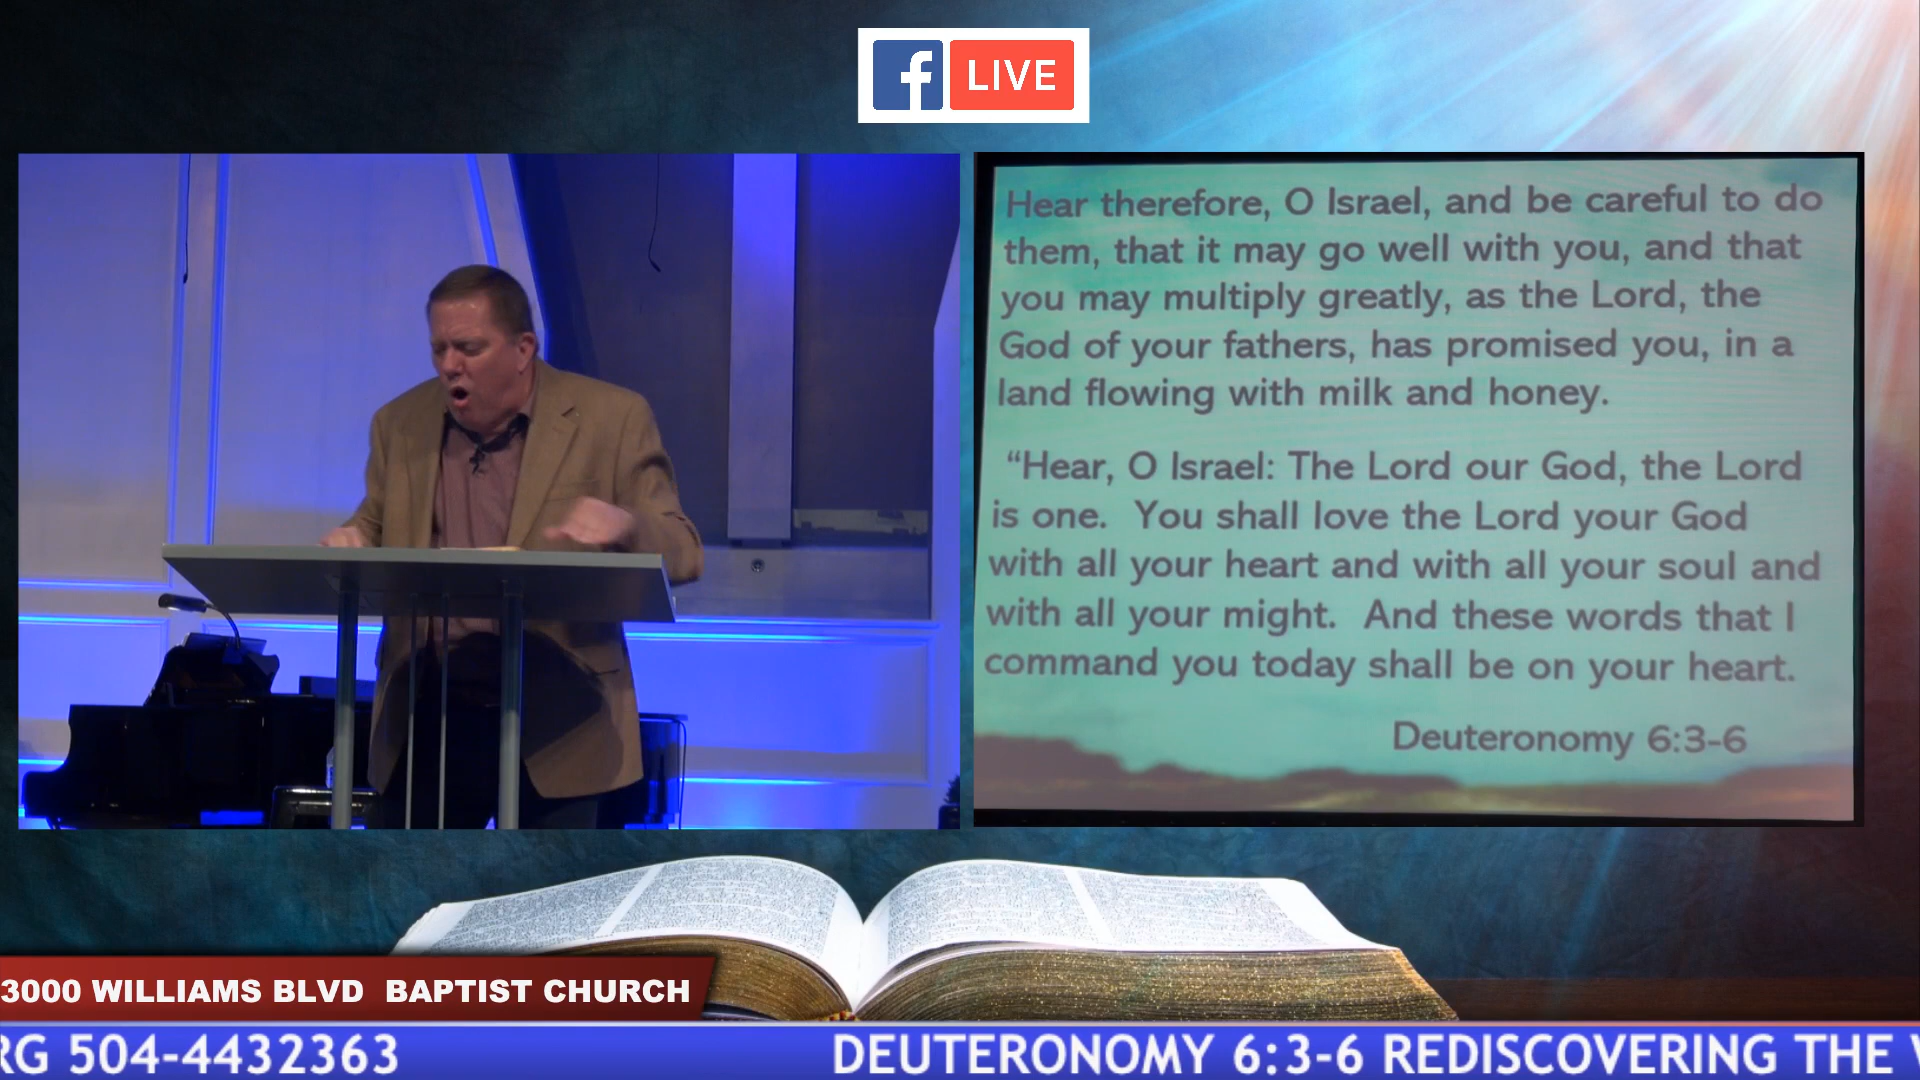 f LIVE
Hear therefore, O Israel, and be careful to do
them, that it may go well with you, and that
you may multiply greatly, as the Lord, the
God of your fathers, has promised you, in a
land flowing with milk and honey.
“Hear, O Israel: The Lord our God, the Lord
is one. You shall love the Lord your God
with all your heart and with all your soul and
with all your might. And these words that I
command you today shall be on your heart.
Deuteronomy 6:3-6
3000 WILLIAMS BLVD BAPTIST CHURCH
RG 504-4432363 DEUTERONOMY 6:3-6 REDISCOVERING THE